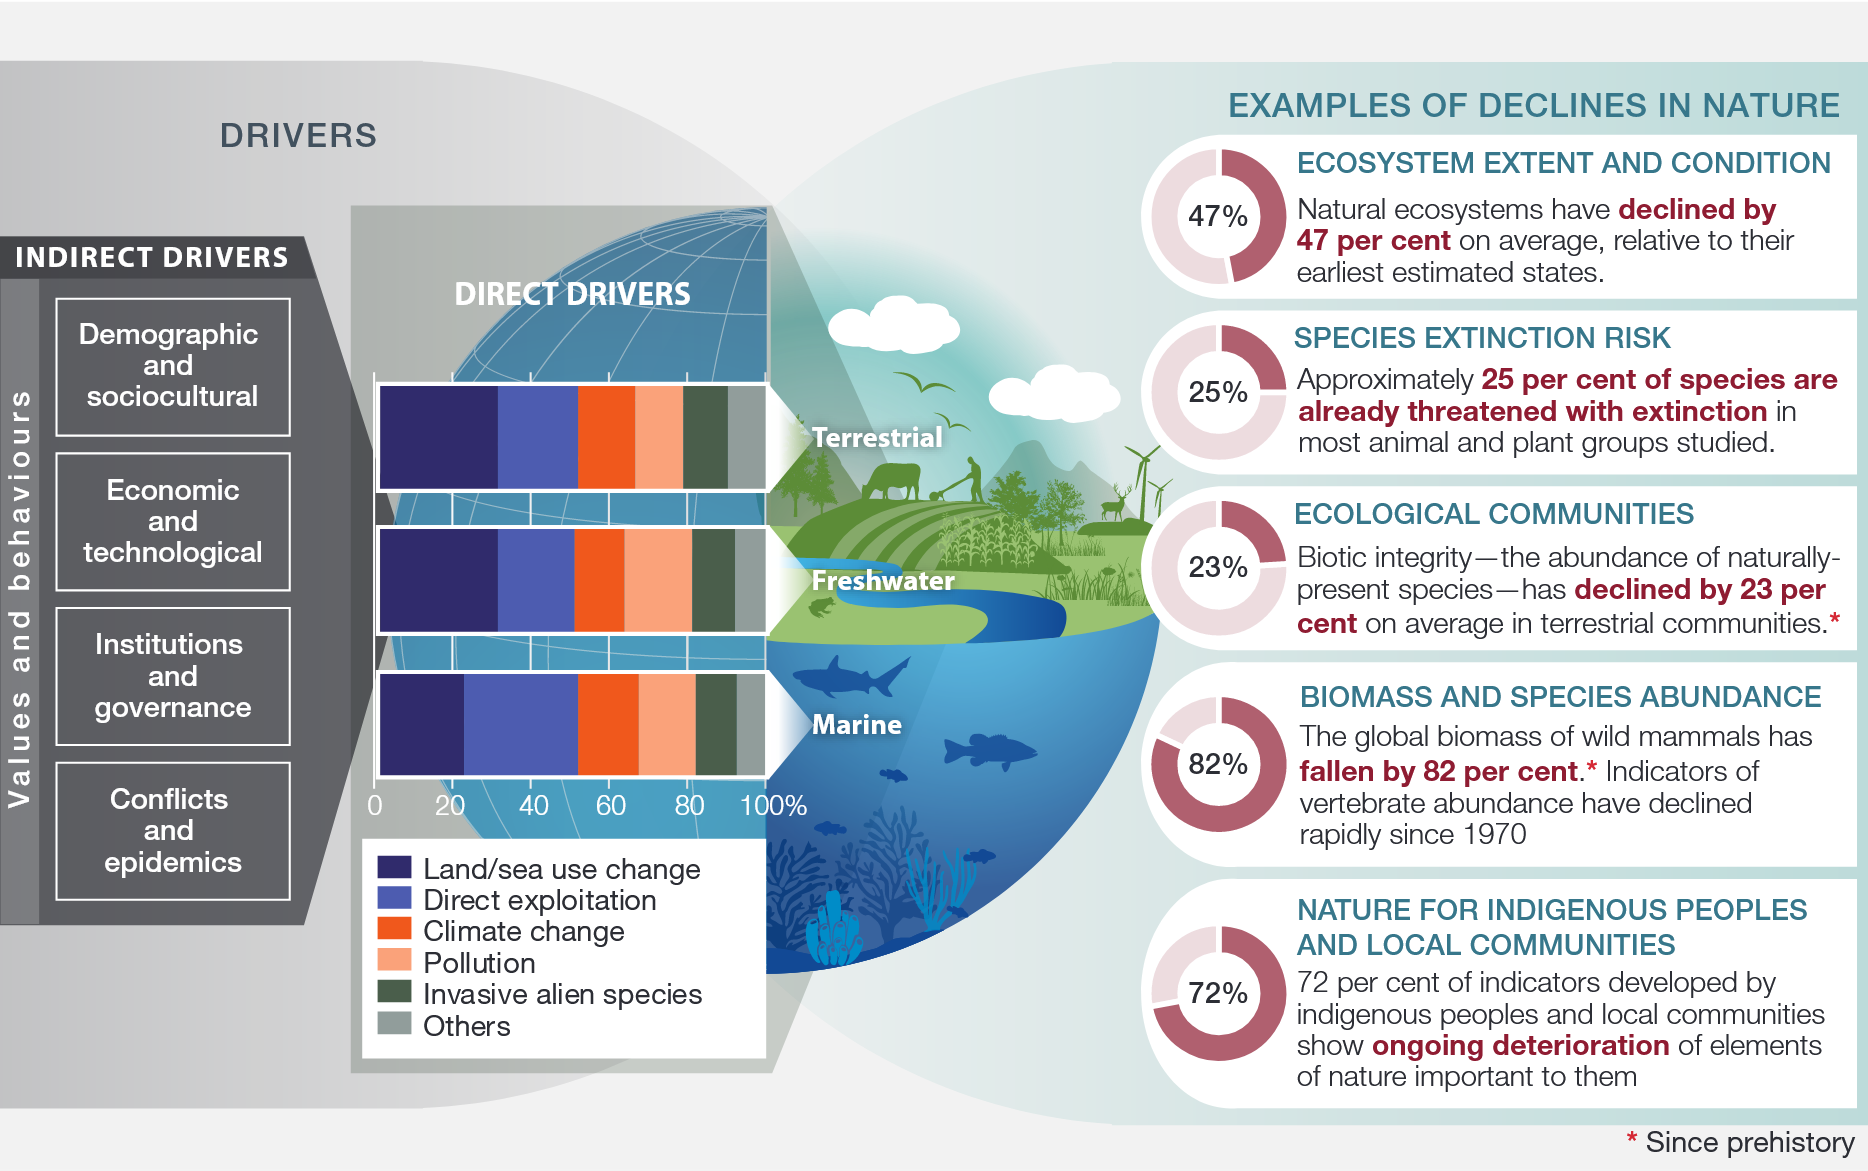 DRIVERS
INDIRECT DRIVERS
Values and behaviours
Demographic
and
sociocultural
Economic
and
technological
Institutions
and
governance
Conflicts
and
epidemics
DIRECT DRIVERS
Terrestrial
Freshwater
Marine
0 20 40 60 80 100%
Land/sea use change
Direct exploitation
Climate change
Pollution
Invasive alien species
Others
EXAMPLES OF DECLINES IN NATURE
47%
ECOSYSTEM EXTENT AND CONDITION
Natural ecosystems have declined by
47 per cent on average, relative to their
earliest estimated states.
25%
SPECIES EXTINCTION RISK
Approximately 25 per cent of species are
already threatened with extinction in
most animal and plant groups studied.
23%
ECOLOGICAL COMMUNITIES
Biotic integrity—the abundance of naturally-
present species—has declined by 23 per
cent on average in terrestrial communities.*
82%
BIOMASS AND SPECIES ABUNDANCE
The global biomass of wild mammals has
fallen by 82 per cent.* Indicators of
vertebrate abundance have declined
rapidly since 1970
72%
NATURE FOR INDIGENOUS PEOPLES
AND LOCAL COMMUNITIES
72 per cent of indicators developed by
indigenous peoples and local communities
show ongoing deterioration of elements
of nature important to them
* Since prehistory